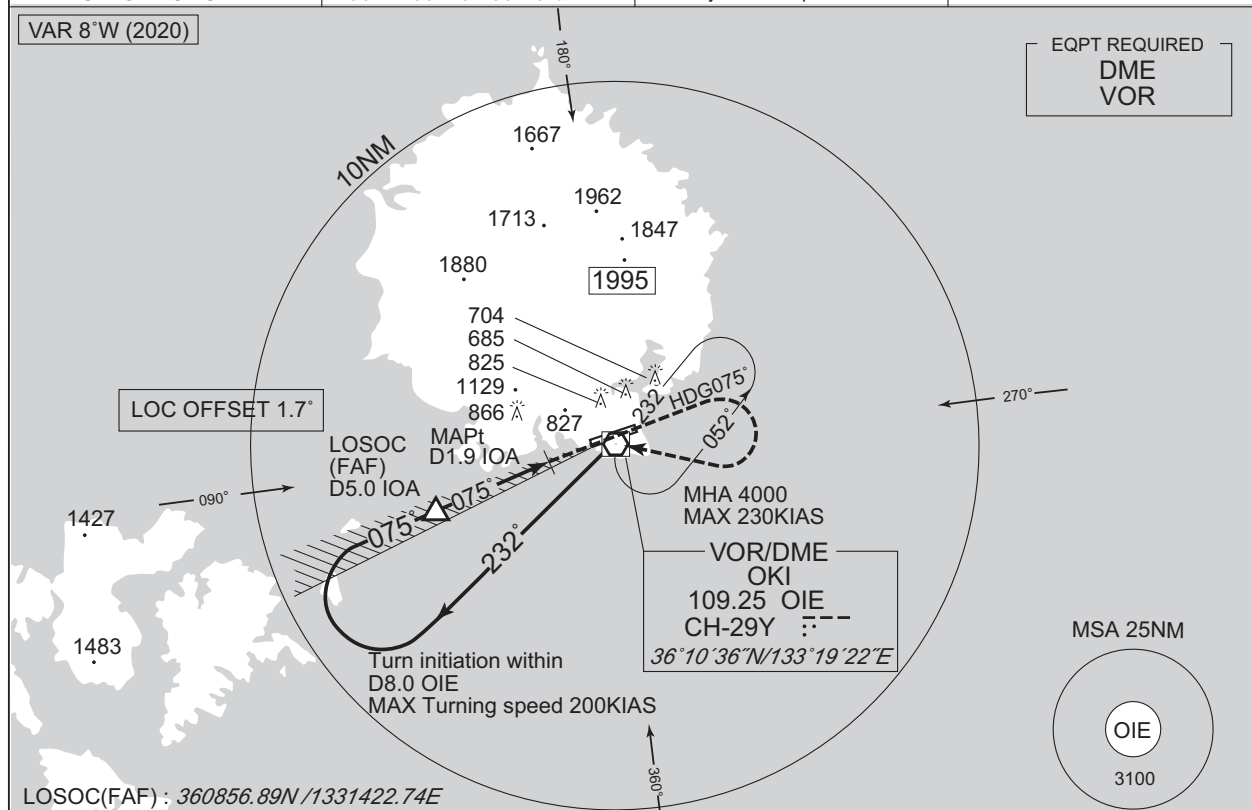 VAR 8°W (2020)
EQPT REQUIRED
DME
VOR
180°
10NM
1667
1962
1713
1847
1880
1995
704
685
825
1129
866
827
232
HDG075°
052°
270°
LOC OFFSET 1.7°
LOSOC
(FAF)
D5.0 IOA
MAPt
D1.9 IOA
090°
075°
075°
232°
1427
1483
MHA 4000
MAX 230KIAS
VOR/DME
OKI
109.25 OIE
CH-29Y
36°10´36˝N/133°19´22˝E
Turn initiation within
D8.0 OIE
MAX Turning speed 200KIAS
360°
MSA 25NM
OIE
3100
LOSOC(FAF) : 360856.89N /1331422.74E